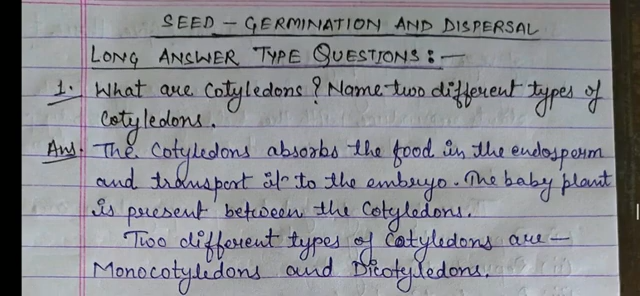 SEED - GERMINATION AND DISPERSAL
LONG ANSWER TYPE QUESTIONS : -
1. What are Cotyledons? Name two different types of
Cotyledons.
Ans. The Cotyledons absorbs the food in the endosperm
and transport it to the embryo. The baby plant
is present between the Cotyledons.
Two different types of Cotyledons are -
Monocotyledons and Dicotyledons.